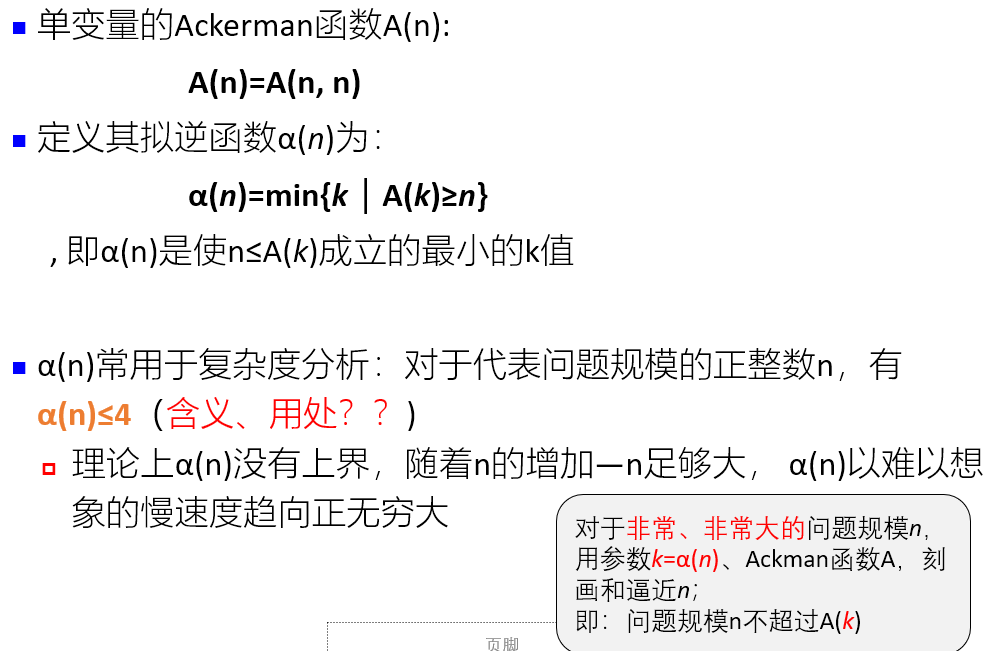 单变量的Ackerman函数A(n):
A(n)=A(n, n)
定义其拟逆函数α(n)为：
α(n)=min{k｜A(k)≥n}
, 即α(n)是使n≤A(k)成立的最小的k值
α(n)常用于复杂度分析：对于代表问题规模的正整数n，有
α(n)≤4（含义、用处？？)
理论上α(n)没有上界，随着n的增加—n足够大， α(n)以难以想
象的慢速度趋向正无穷大
对于非常、非常大的问题规模n,
用参数k=α(n)、Ackman函数A，刻
画和逼近n；
即：问题规模n不超过A(k)
页脚